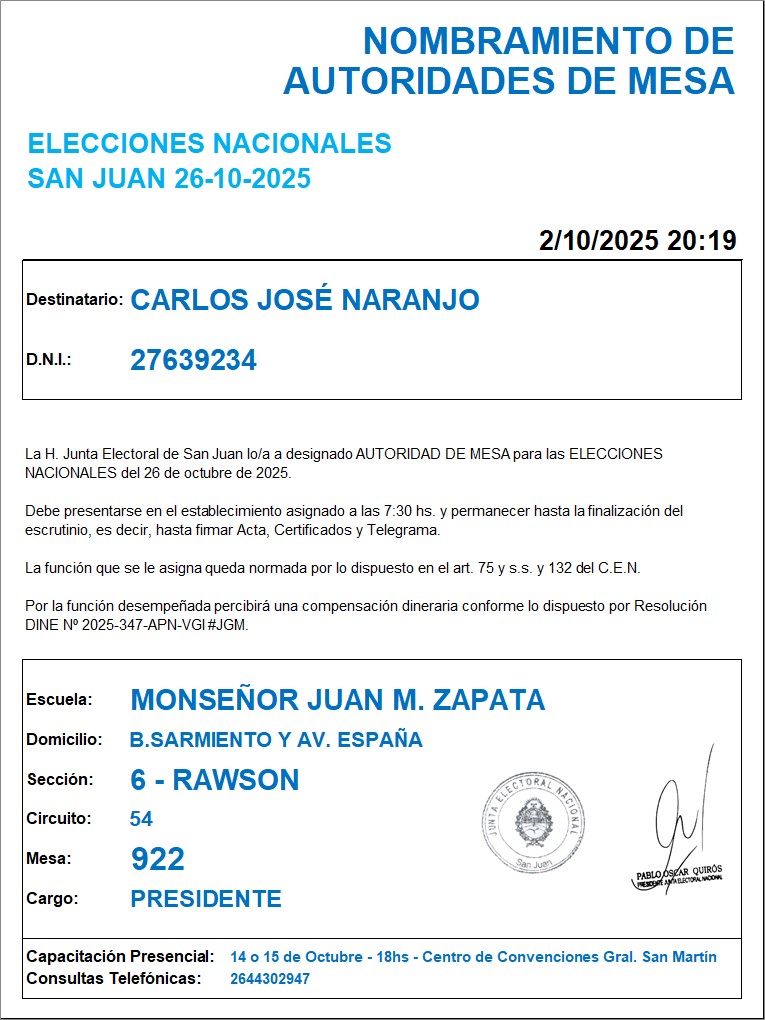 NOMBRAMIENTO DE
AUTORIDADES DE MESA
ELECCIONES NACIONALES
SAN JUAN 26-10-2025
2/10/2025 20:19
Destinatario: CARLOS JOSÉ NARANJO
D.N.I.: 27639234
La H. Junta Electoral de San Juan lo/a a designado AUTORIDAD DE MESA para las ELECCIONES
NACIONALES del 26 de octubre de 2025.
Debe presentarse en el establecimiento asignado a las 7:30 hs. y permanecer hasta la finalización del
escrutinio, es decir, hasta firmar Acta, Certificados y Telegrama.
La función que se le asigna queda normada por lo dispuesto en el art. 75 y s.s. y 132 del C.E.N.
Por la función desempeñada percibirá una compensación dineraria conforme lo dispuesto por Resolución
DINE Nº 2025-347-APN-VGI#JGM.
Escuela: MONSEÑOR JUAN M. ZAPATA
Domicilio: B.SARMIENTO Y AV. ESPAÑA
Sección: 6 - RAWSON
Circuito: 54
Mesa: 922
Cargo: PRESIDENTE
JUNTA ELECTORAL NACIONAL
San Juan
PABLO OSCAR QUIRÓS
PRESIDENTE JUNTA ELECTORAL NACIONAL
Capacitación Presencial: 14 o 15 de Octubre - 18hs - Centro de Convenciones Gral. San Martín
Consultas Telefónicas: 2644302947